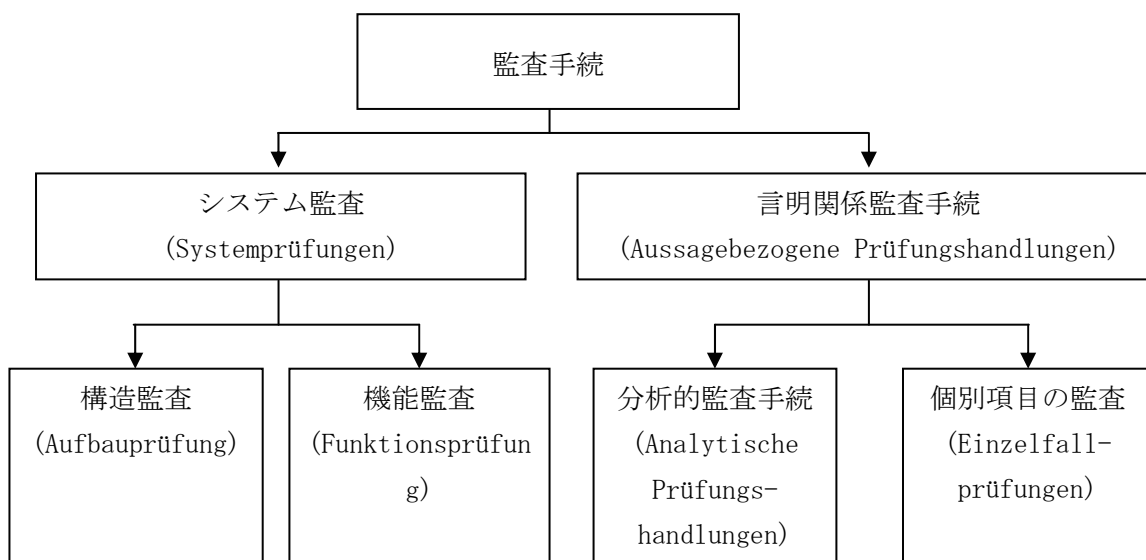 監査手続
システム監査
(Systemprüfungen)
言明関係監査手続
(Aussagebezogene Prüfungshandlungen)
構造監査
(Aufbauprüfung)
機能監査
(Funktionsprüfun
g)
分析的監査手続
(Analytische
Prüfungs-
handlungen)
個別項目の監査
(Einzelfall-
prüfungen)